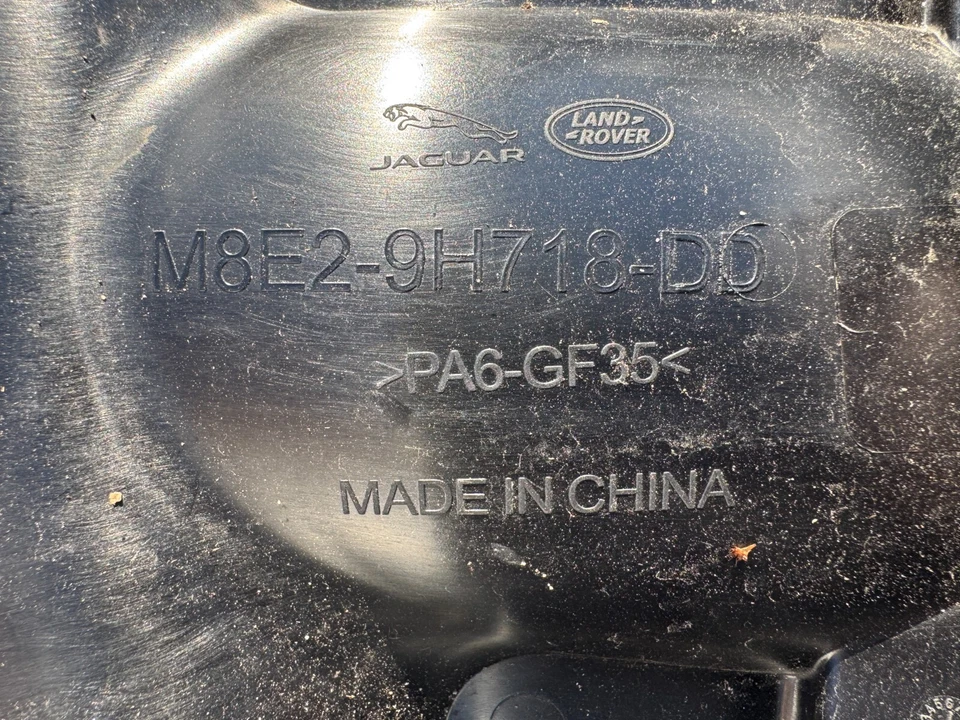 JAGUAR
LAND
ROVER
M8E2-9H718-DD
>PA6-GF35<
MADE IN CHINA